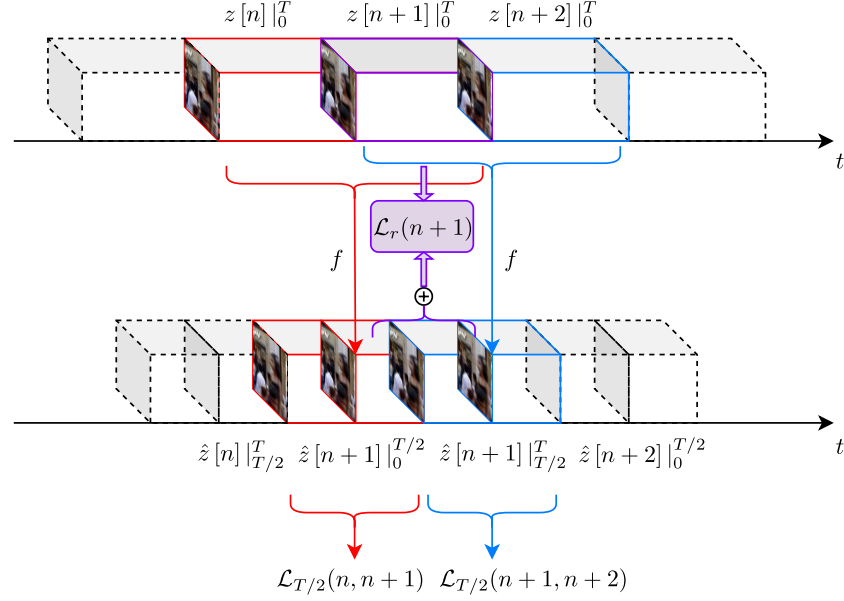 z [n] |_0^T z [n + 1] |_0^T z [n + 2] |_0^T
t
ℒ_r(n + 1)
f f
ẑ [n] |_{T/2}^T ẑ [n + 1] |_0^{T/2} ẑ [n + 1] |_{T/2}^T ẑ [n + 2] |_0^{T/2}
t
ℒ_{T/2}(n, n + 1) ℒ_{T/2}(n + 1, n + 2)